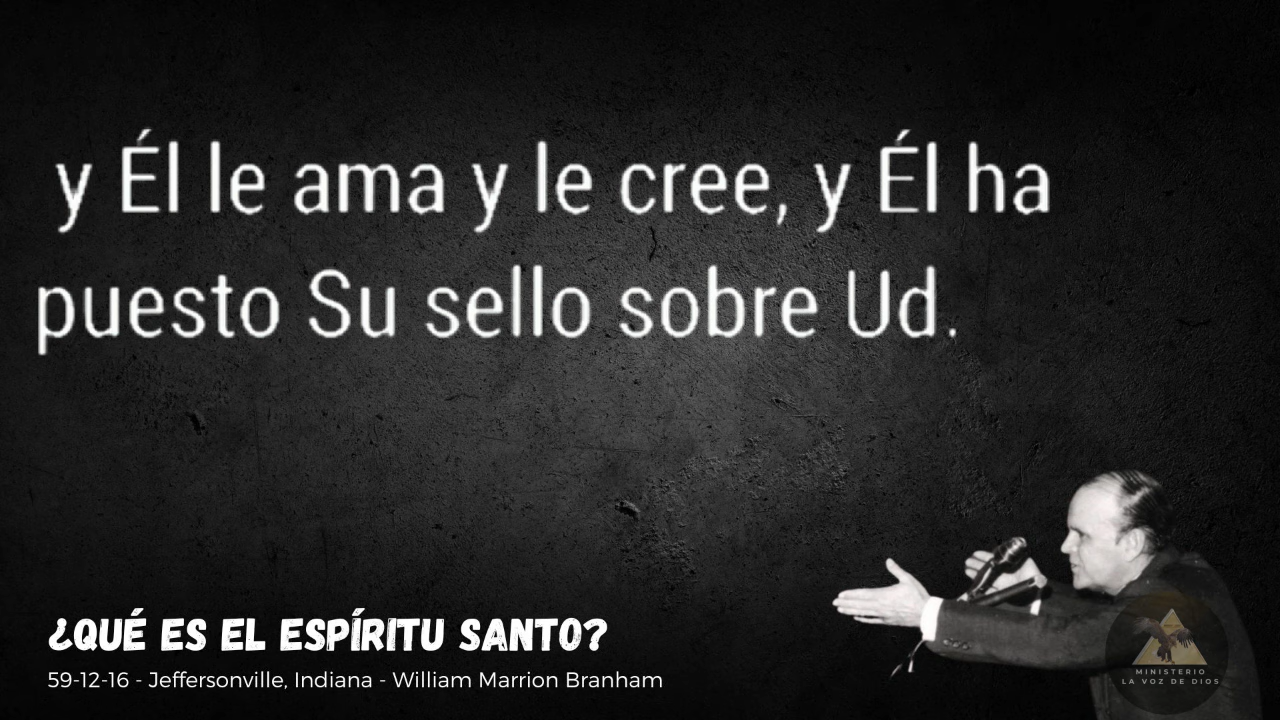 y Él le ama y le cree, y Él ha
puesto Su sello sobre Ud.
¿QUÉ ES EL ESPÍRITU SANTO?
59-12-16 - Jeffersonville, Indiana - William Marrion Branham
MINISTERIO
LA VOZ DE DIOS